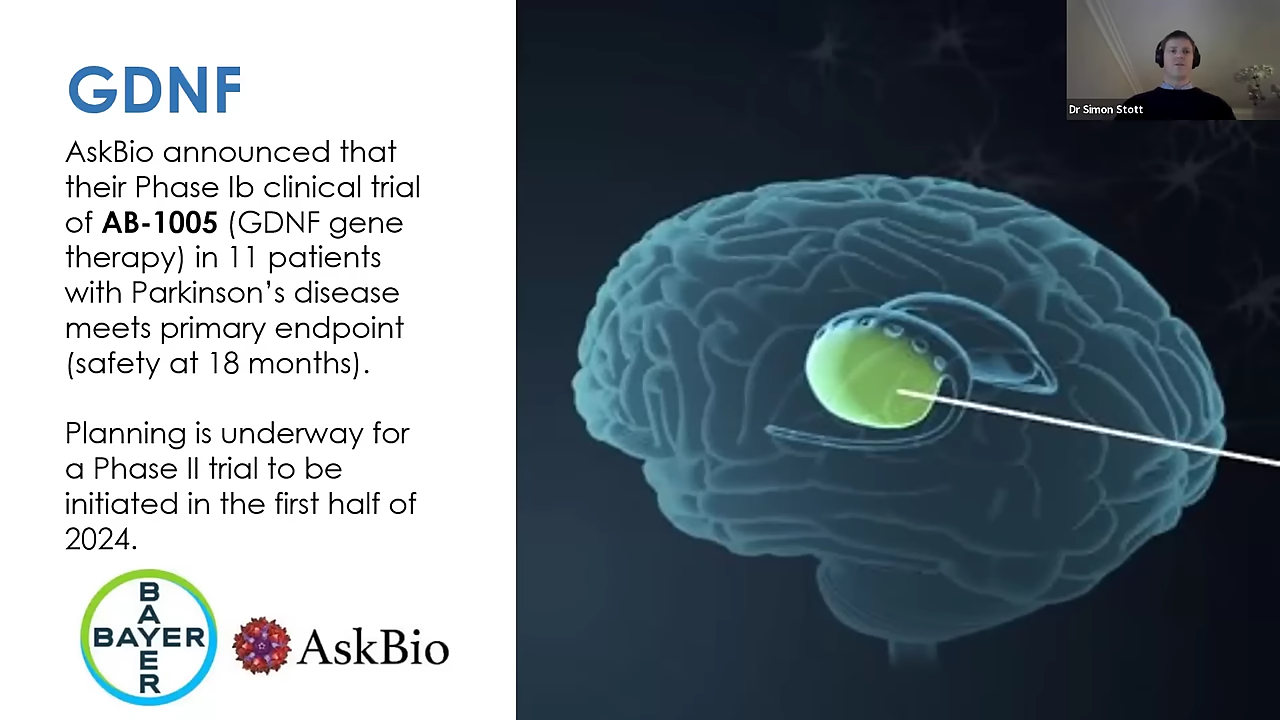 GDNF
AskBio announced that
their Phase Ib clinical trial
of AB-1005 (GDNF gene
therapy) in 11 patients
with Parkinson’s disease
meets primary endpoint
(safety at 18 months).
Planning is underway for
a Phase II trial to be
initiated in the first half of
2024.
BAYER
BAYER
AskBio
Dr Simon Stott